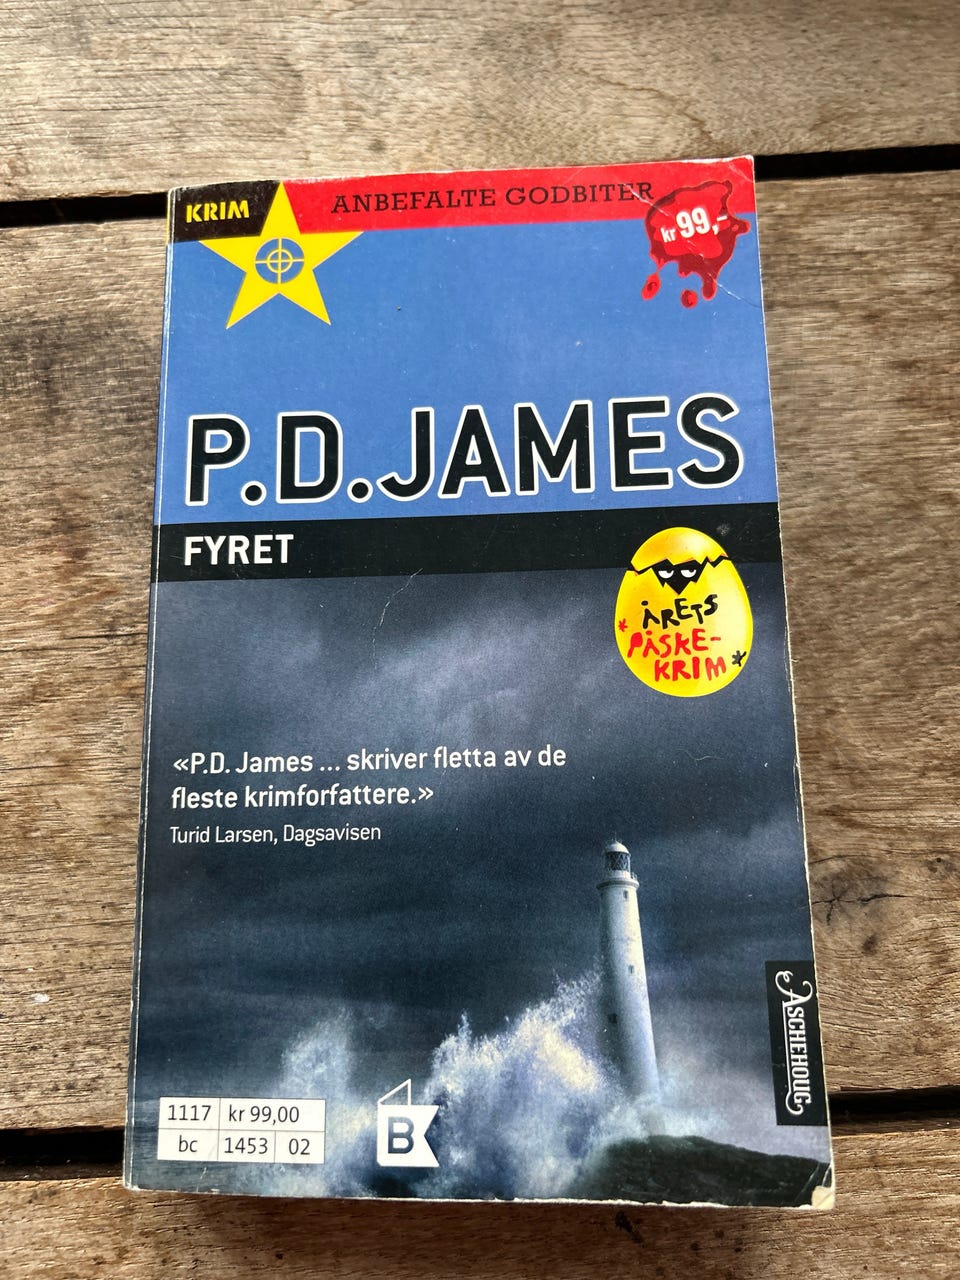 KRIM
ANBEFALTE GODBITER
kr 99,-
P.D. JAMES
FYRET
ÅRETS
*PÅSKE-
KRIM*
«P.D. James ... skriver fletta av de
fleste krimforfattere.»
Turid Larsen, Dagsavisen
ASCHEHOUG
1117 kr 99,00
bc 1453 02
B